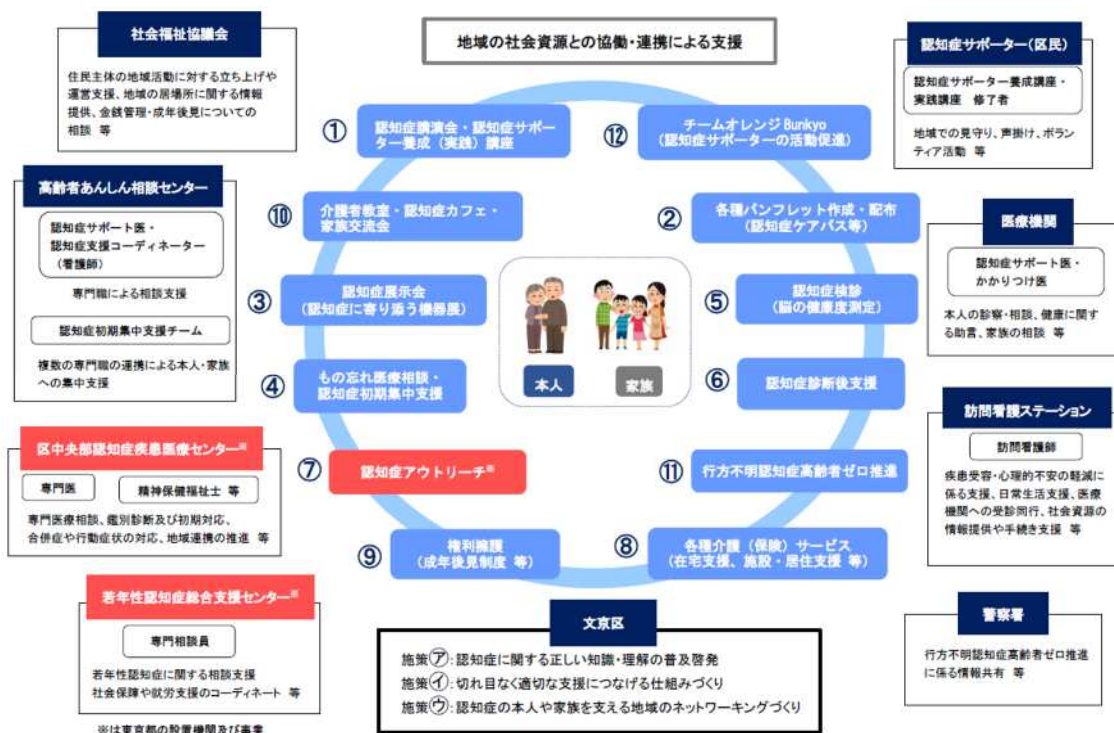 地域の社会資源との協働・連携による支援
社会福祉協議会
住民主体の地域活動に対する立ち上げや
運営支援、地域の居場所に関する情報
提供、金銭管理・成年後見についての
相談 等
高齢者あんしん相談センター
認知症サポート医・
認知症支援コーディネーター
(看護師)
専門職による相談支援
認知症初期集中支援チーム
複数の専門職の連携による本人・家族
への集中支援
区中央部認知症疾患医療センター※
専門医
精神保健福祉士 等
専門医療相談、鑑別診断及び初期対応、
合併症や行動症状の対応、地域連携の推進 等
若年性認知症総合支援センター※
専門相談員
若年性認知症に関する相談支援
社会保障や就労支援のコーディネート 等
※は東京都の設置機関及び事業
① 認知症講演会・認知症サポー
ター養成(実践)講座
⑩ 介護者教室・認知症カフェ・
家族交流会
③ 認知症展示会
(認知症に寄り添う機器展)
④ もの忘れ医療相談・
認知症初期集中支援
⑦ 認知症アウトリーチ※
⑨ 権利擁護
(成年後見制度 等)
本人
家族
⑫ チームオレンジ Bunkyo
(認知症サポーターの活動促進)
② 各種パンフレット作成・配布
(認知症ケアパス等)
⑤ 認知症検診
(脳の健康度測定)
⑥ 認知症診断後支援
⑪ 行方不明認知症高齢者ゼロ推進
⑧ 各種介護(保険)サービス
(在宅支援、施設・居住支援 等)
文京区
施策㋐:認知症に関する正しい知識・理解の普及啓発
施策㋑:切れ目なく適切な支援につなげる仕組みづくり
施策㋒:認知症の本人や家族を支える地域のネットワーキングづくり
認知症サポーター(区民)
認知症サポーター養成講座・
実践講座 修了者
地域での見守り、声掛け、ボラン
ティア活動 等
医療機関
認知症サポート医・
かかりつけ医
本人の診察・相談、健康に関す
る助言、家族の相談 等
訪問看護ステーション
訪問看護師
疾患受容・心理的不安の軽減に
係る支援、日常生活支援、医療
機関への受診同行、社会資源の
情報提供や手続き支援 等
警察署
行方不明認知症高齢者ゼロ推進
に係る情報共有 等